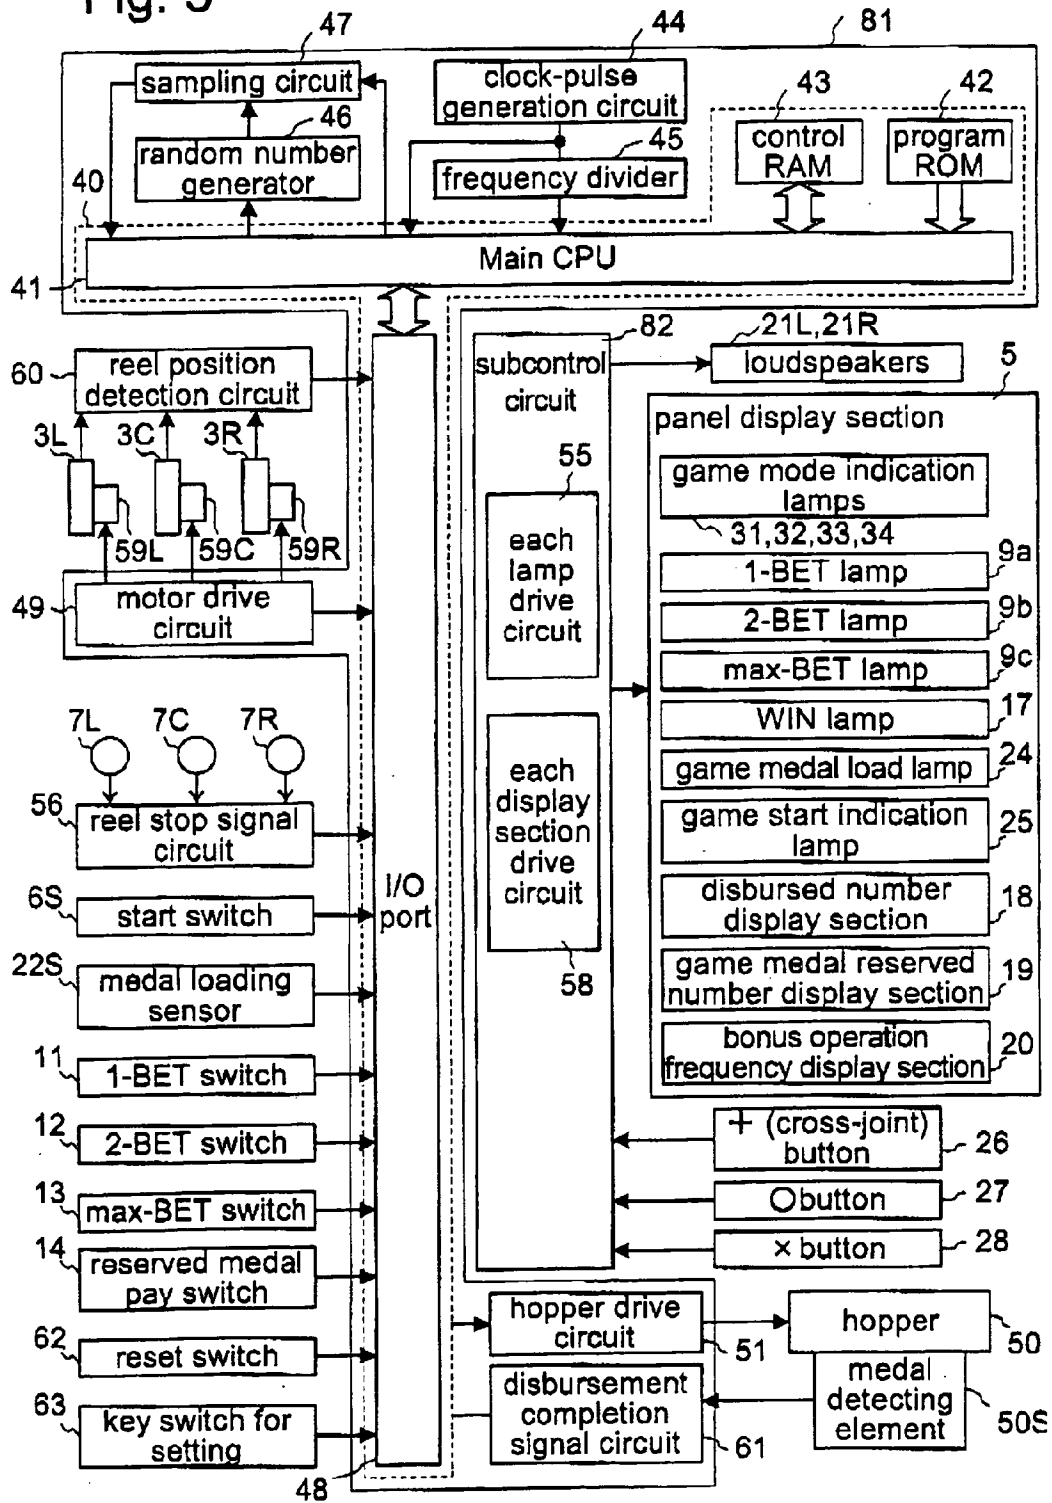 Fig. 3
47
44
81
sampling circuit
clock-pulse
generation circuit
43
42
46
45
control
RAM
program
ROM
random number
generator
frequency divider
40
Main CPU
41
82
21L,21R
subcontrol
circuit
loudspeakers
5
60
reel position
detection circuit
panel display section
3L
3C
3R
55
game mode indication
lamps
31,32,33,34
59L
59C
59R
each
lamp
drive
circuit
9a
1-BET lamp
49
motor drive
circuit
9b
2-BET lamp
9c
max-BET lamp
7L
7C
7R
17
WIN lamp
24
game medal load lamp
each
display
section
drive
circuit
56
reel stop signal
circuit
game start indication
lamp
25
I/O
port
6S
start switch
disbursed number
display section
18
22S
medal loading
sensor
58
game medal reserved
number display section
19
11
1-BET switch
bonus operation
frequency display section
20
12
2-BET switch
+ (cross-joint)
button
26
13
max-BET switch
○ button
27
14
reserved medal
pay switch
× button
28
hopper drive
circuit
51
hopper
50
62
reset switch
disbursement
completion
signal circuit
61
medal
detecting
element
50S
63
key switch for
setting
48